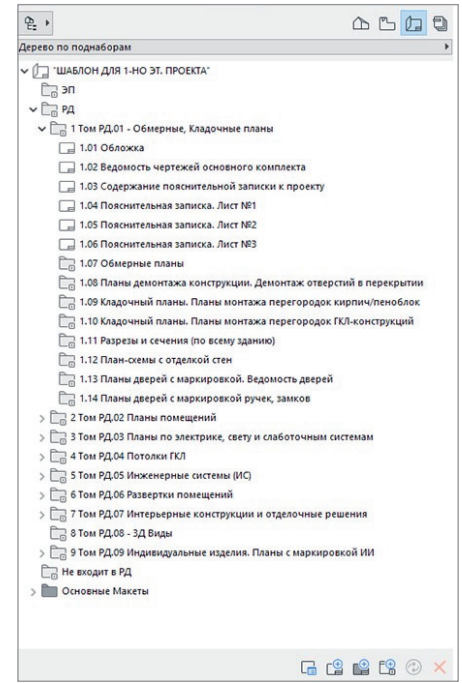 Дерево по поднаборам
"ШАБЛОН ДЛЯ 1-НО ЭТ. ПРОЕКТА"
ЭП
РД
1 Том РД.01 - Обмерные, Кладочные планы
1.01 Обложка
1.02 Ведомость чертежей основного комплекта
1.03 Содержание пояснительной записки к проекту
1.04 Пояснительная записка. Лист №1
1.05 Пояснительная записка. Лист №2
1.06 Пояснительная записка. Лист №3
1.07 Обмерные планы
1.08 Планы демонтажа конструкции. Демонтаж отверстий в перекрытии
1.09 Кладочный планы. Планы монтажа перегородок кирпич/пеноблок
1.10 Кладочный планы. Планы монтажа перегородок ГКЛ-конструкций
1.11 Разрезы и сечения (по всему зданию)
1.12 План-схемы с отделкой стен
1.13 Планы дверей с маркировкой. Ведомость дверей
1.14 Планы дверей с маркировкой ручек, замков
2 Том РД.02 Планы помещений
3 Том РД.03 Планы по электрике, свету и слаботочным системам
4 Том РД.04 Потолки ГКЛ
5 Том РД.05 Инженерные системы (ИС)
6 Том РД.06 Развертки помещений
7 Том РД.07 Интерьерные конструкции и отделочные решения
8 Том РД.08 - 3Д Виды
9 Том РД.09 Индивидуальные изделия. Планы с маркировкой ИИ
Не входит в РД
Основные Макеты